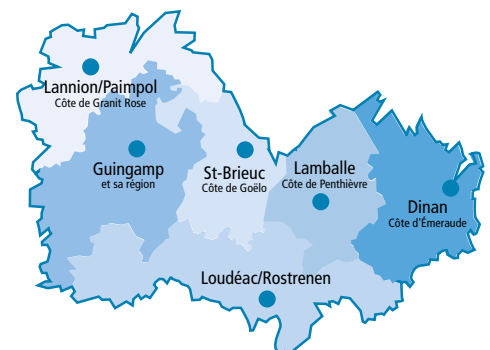 Lannion/Paimpol
Côte de Granit Rose
Guingamp
et sa région
St-Brieuc
Côte de Goëlo
Lamballe
Côte de Penthièvre
Dinan
Côte d'Émeraude
Loudéac/Rostrenen